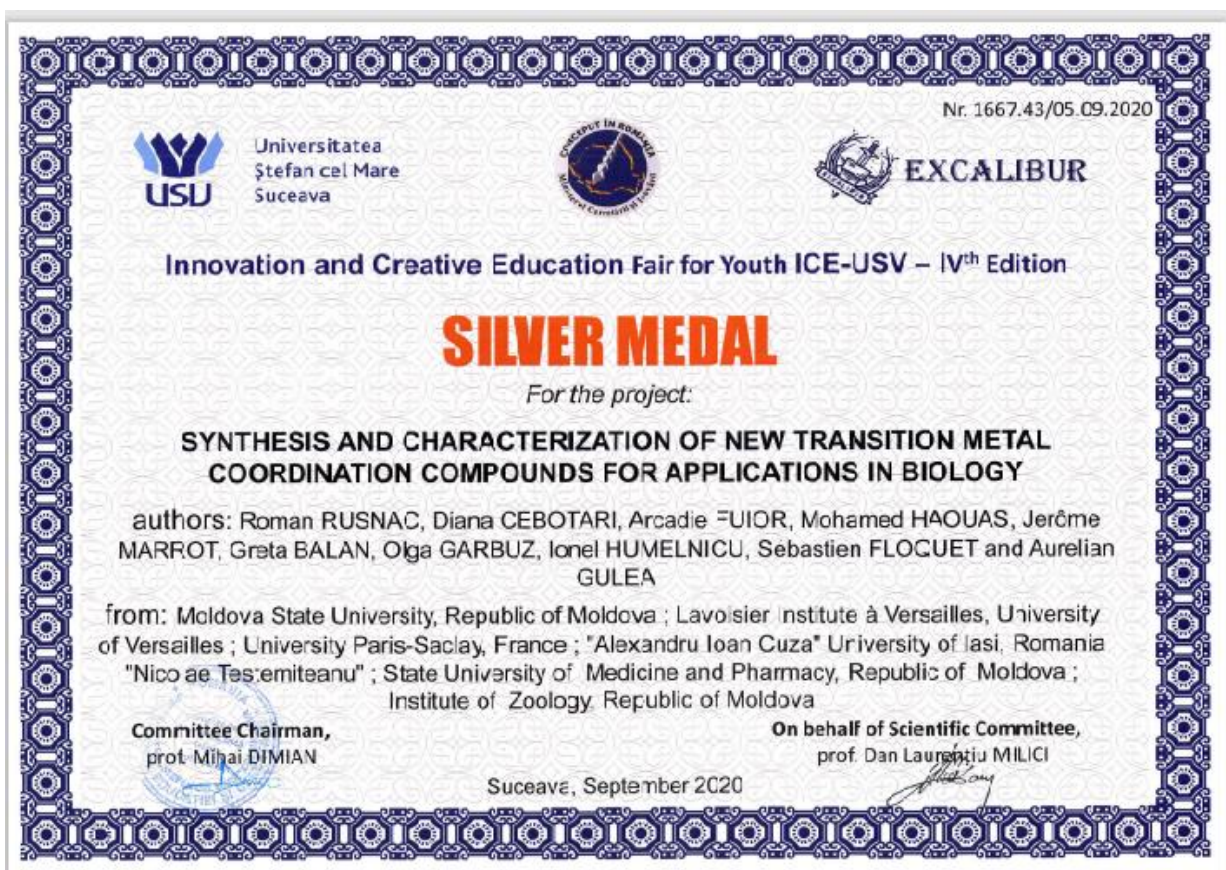 Nr. 1667.43/05.09.2020
USU
Universitatea
Ștefan cel Mare
Suceava
CONCEPUT ÎN ROMÂNIA
EXCALIBUR
Innovation and Creative Education Fair for Youth ICE-USV – IVth Edition
SILVER MEDAL
For the project:
SYNTHESIS AND CHARACTERIZATION OF NEW TRANSITION METAL
COORDINATION COMPOUNDS FOR APPLICATIONS IN BIOLOGY
authors: Roman RUSNAC, Diana CEBOTARI, Arcadie FUIOR, Mohamed HAOUAS, Jerôme
MARROT, Greta BALAN, Olga GARBUZ, Ionel HUMELNICU, Sebastien FLOQUET and Aurelian
GULEA
from: Moldova State University, Republic of Moldova ; Lavoisier Institute à Versailles, University
of Versailles ; University Paris-Saclay, France ; "Alexandru Ioan Cuza" University of Iasi, Romania
"Nicolae Testemiteanu" ; State University of Medicine and Pharmacy, Republic of Moldova ;
Institute of Zoology, Republic of Moldova
Committee Chairman,
prof. Mihai DIMIAN
On behalf of Scientific Committee,
prof. Dan Laurențiu MILICI
Suceava, September 2020